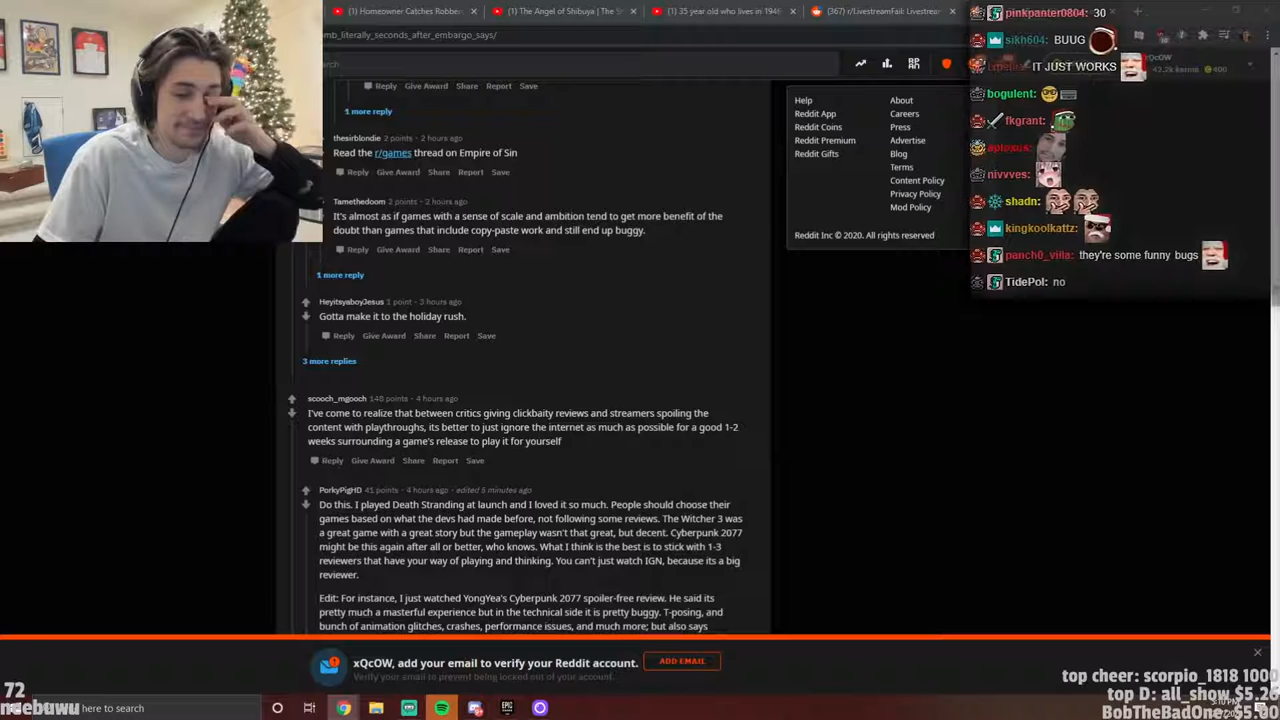 (1) Homeowner Catches Robber
(1) The Angel of Shibuya | The S
(1) 35 year old who lives in 1946
(367) r/LivestreamFail: Livestream
mb_literally_seconds_after_embargo_says/
Reply Give Award Share Report Save
1 more reply
thesirblondie 2 points · 2 hours ago
Read the r/games thread on Empire of Sin
Reply Give Award Share Report Save
Tamethedoom 2 points · 2 hours ago
It's almost as if games with a sense of scale and ambition tend to get more benefit of the
doubt than games that include copy-paste work and still end up buggy.
Reply Give Award Share Report Save
1 more reply
HeyitsyaboyJesus 1 point · 3 hours ago
Gotta make it to the holiday rush.
Reply Give Award Share Report Save
3 more replies
scooch_mgooch 148 points · 4 hours ago
I've come to realize that between critics giving clickbaity reviews and streamers spoiling the
content with playthroughs, its better to just ignore the internet as much as possible for a good 1-2
weeks surrounding a game's release to play it for yourself
Reply Give Award Share Report Save
PorkyPigHD 41 points · 4 hours ago · edited 5 minutes ago
Do this. I played Death Stranding at launch and I loved it so much. People should choose their
games based on what the devs had made before, not following some reviews. The Witcher 3 was
a great game with a great story but the gameplay wasn't that great, but decent. Cyberpunk 2077
might be this again after all or better, who knows. What I think is the best is to stick with 1-3
reviewers that have your way of playing and thinking. You can't just watch IGN, because its a big
reviewer.
Edit: For instance, I just watched YongYea's Cyberpunk 2077 spoiler-free review. He said its
pretty much a masterful experience but in the technical side it is pretty buggy. T-posing, and
bunch of animation glitches, crashes, performance issues, and much more; but also says
Help About
Reddit App Careers
Reddit Coins Press
Reddit Premium Advertise
Reddit Gifts Blog
Terms
Content Policy
Privacy Policy
Mod Policy
Reddit Inc © 2020. All rights reserved
pinkpanter0804: 30
sikh604: BUUG
IT JUST WORKS
bogulent:
fkgrant:
aplexus:
nivvves:
shadn:
kingkoolkattz:
panch0_villa: they're some funny bugs
TidePol: no
xQcOW, add your email to verify your Reddit account.
ADD EMAIL
Verify your email to prevent being locked out of your account.
top cheer: scorpio_1818 1000
top D: all_show $5.20
BobTheBadOne: $5.00
72
here to search